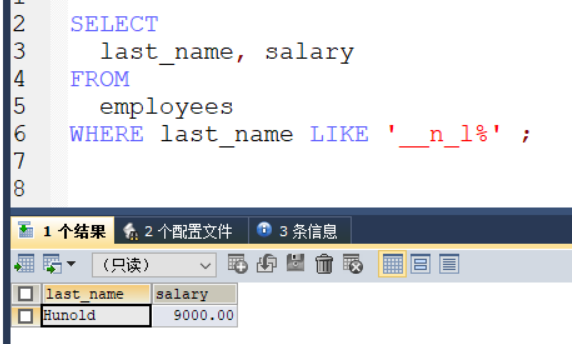 1
2 SELECT
3 last_name, salary
4 FROM
5 employees
6 WHERE last_name LIKE '__n_l%' ;
7
8
1 个结果 2 个配置文件 3 条信息
(只读)
last_name salary
Hunold 9000.00